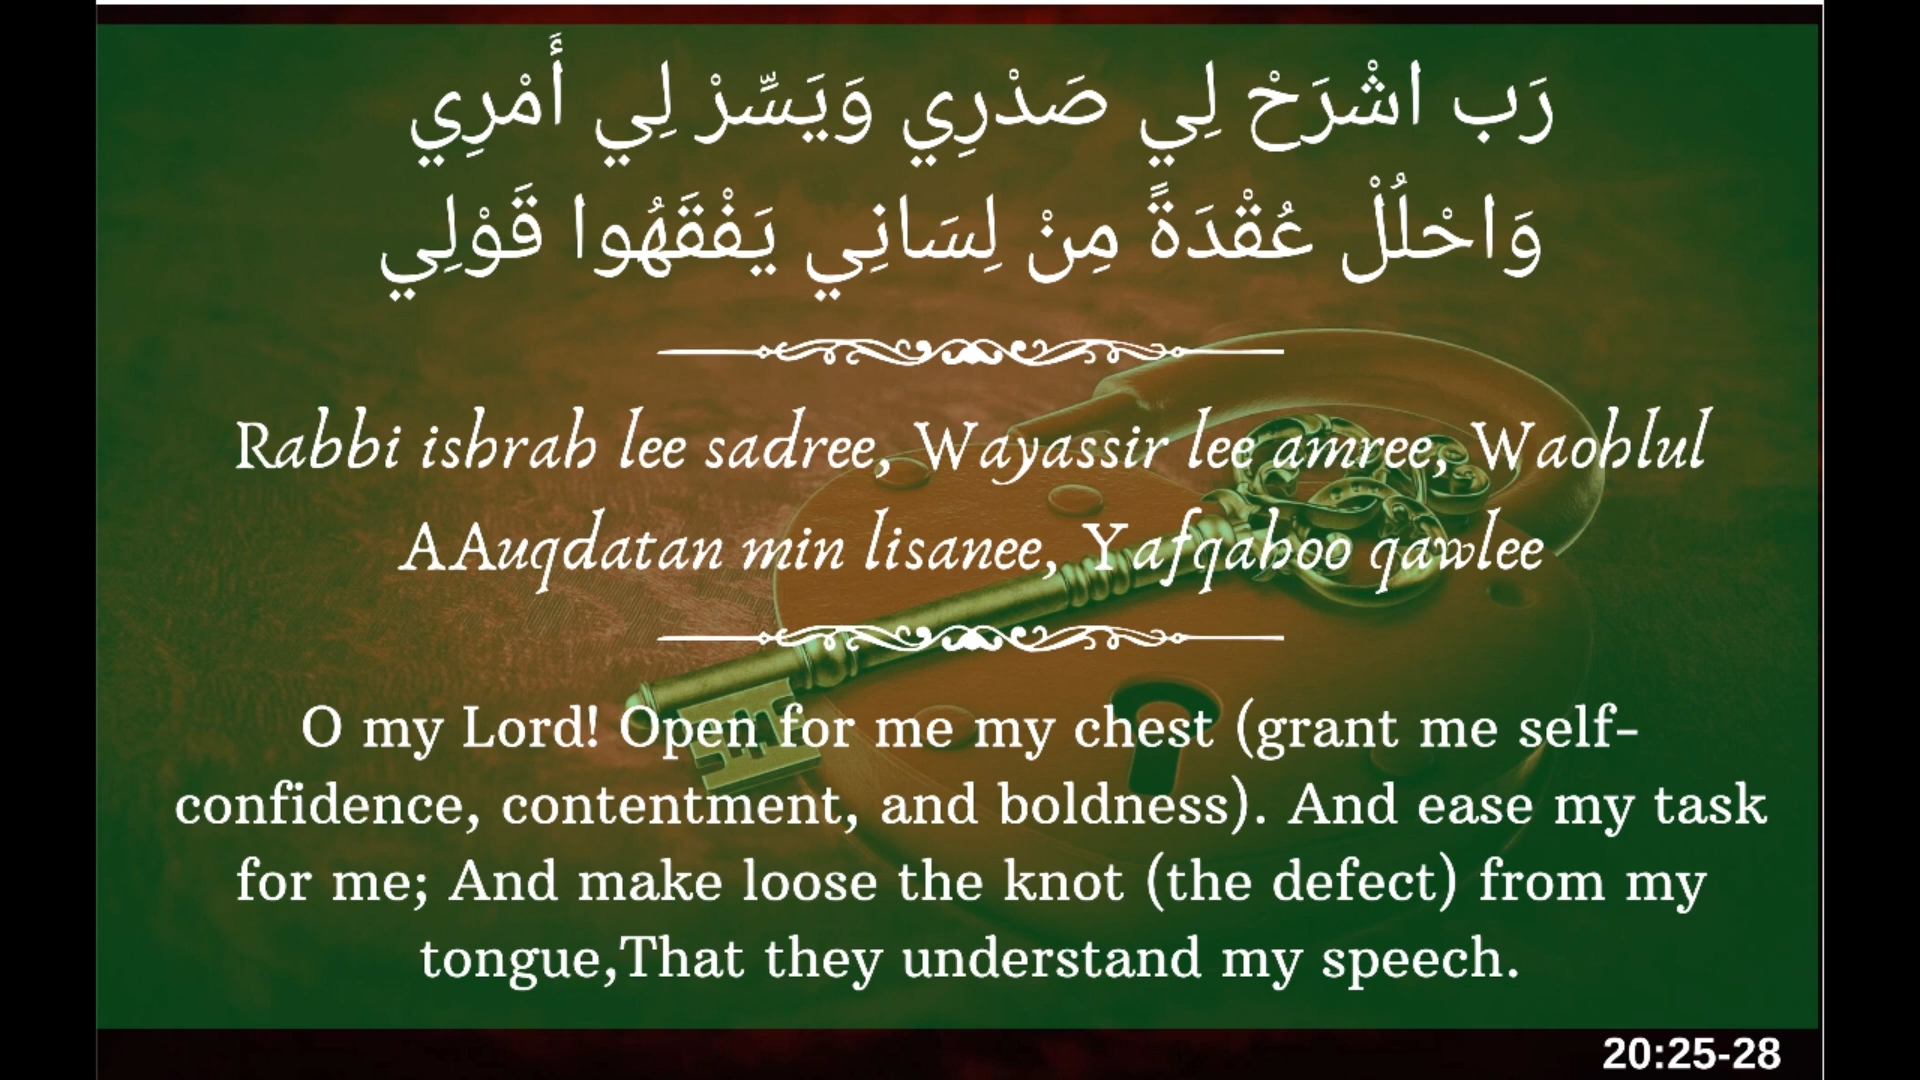 رَب اشْرَحْ لِي صَدْرِي وَيَسِّرْ لِي أَمْرِي
وَاحْلُلْ عُقْدَةً مِنْ لِسَانِي يَفْقَهُوا قَوْلِي
Rabbi ishrah lee sadree, Wayassir lee amree, Waohlul
AAuqdatan min lisanee, Yafqahoo qawlee
O my Lord! Open for me my chest (grant me self-
confidence, contentment, and boldness). And ease my task
for me; And make loose the knot (the defect) from my
tongue,That they understand my speech.
20:25-28